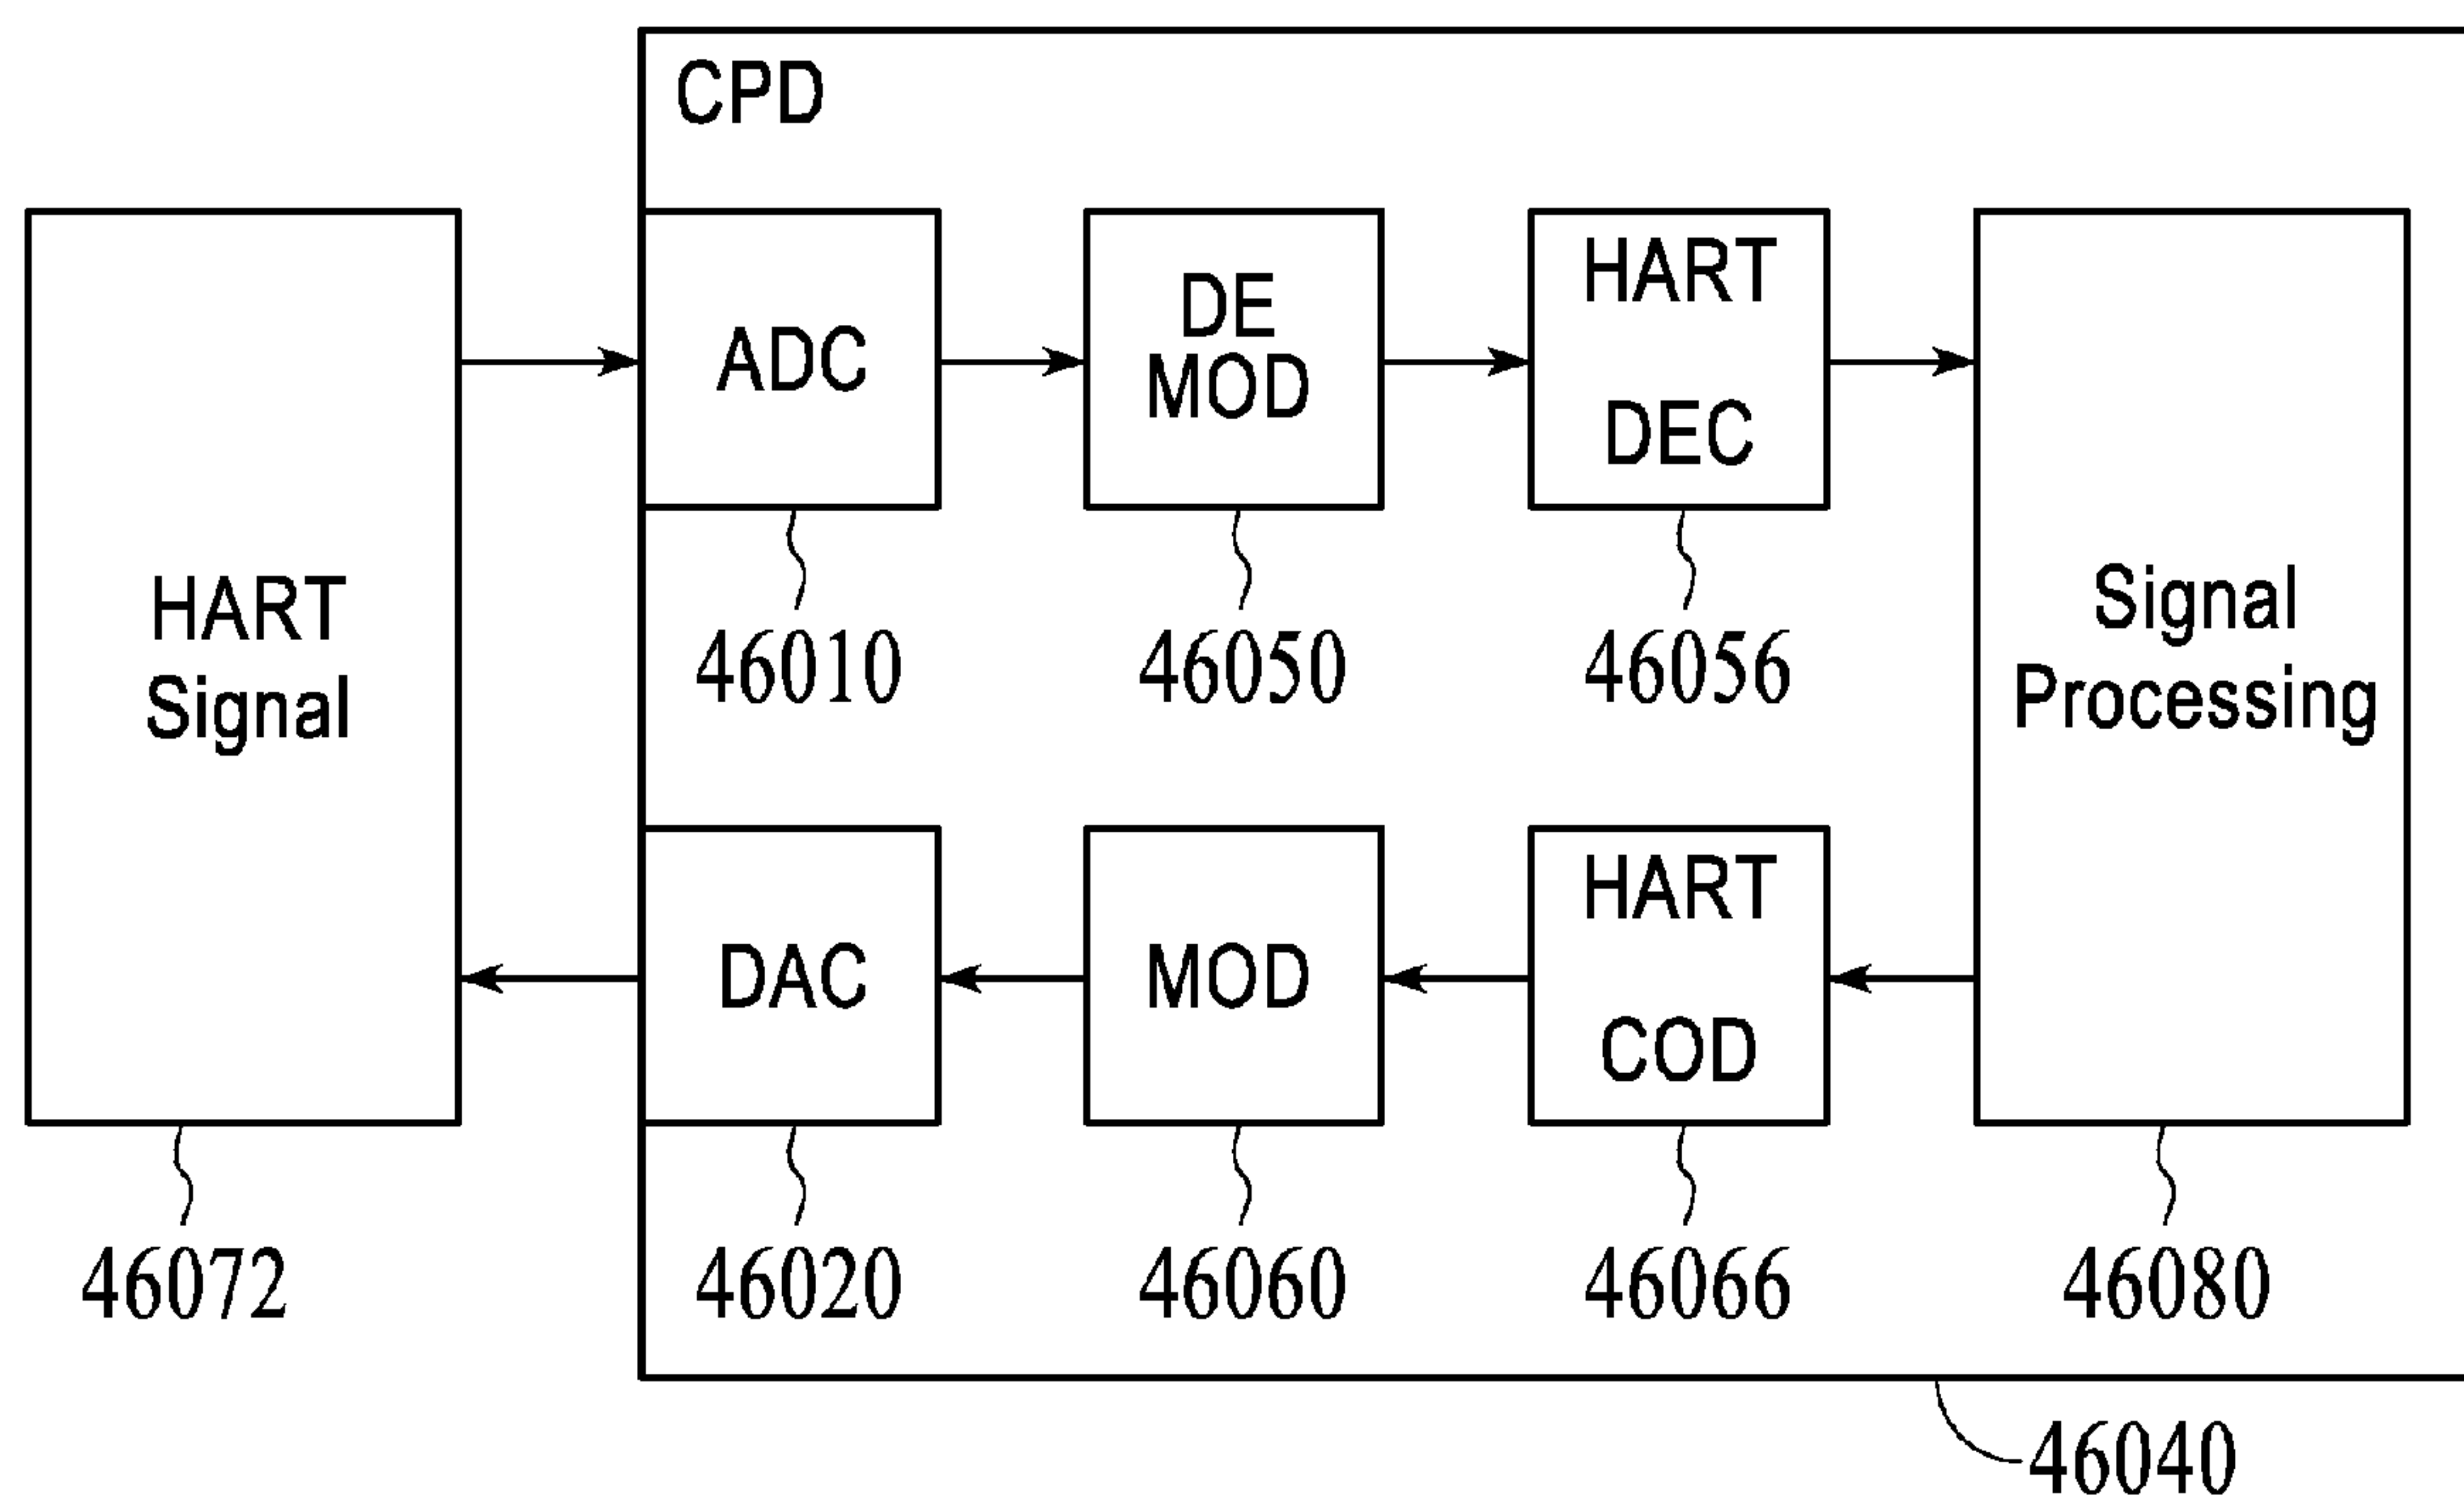 CPD
HART
Signal
ADC
DE
MOD
HART
DEC
Signal
Processing
46010
46050
46056
DAC
MOD
HART
COD
46072
46020
46060
46066
46080
46040